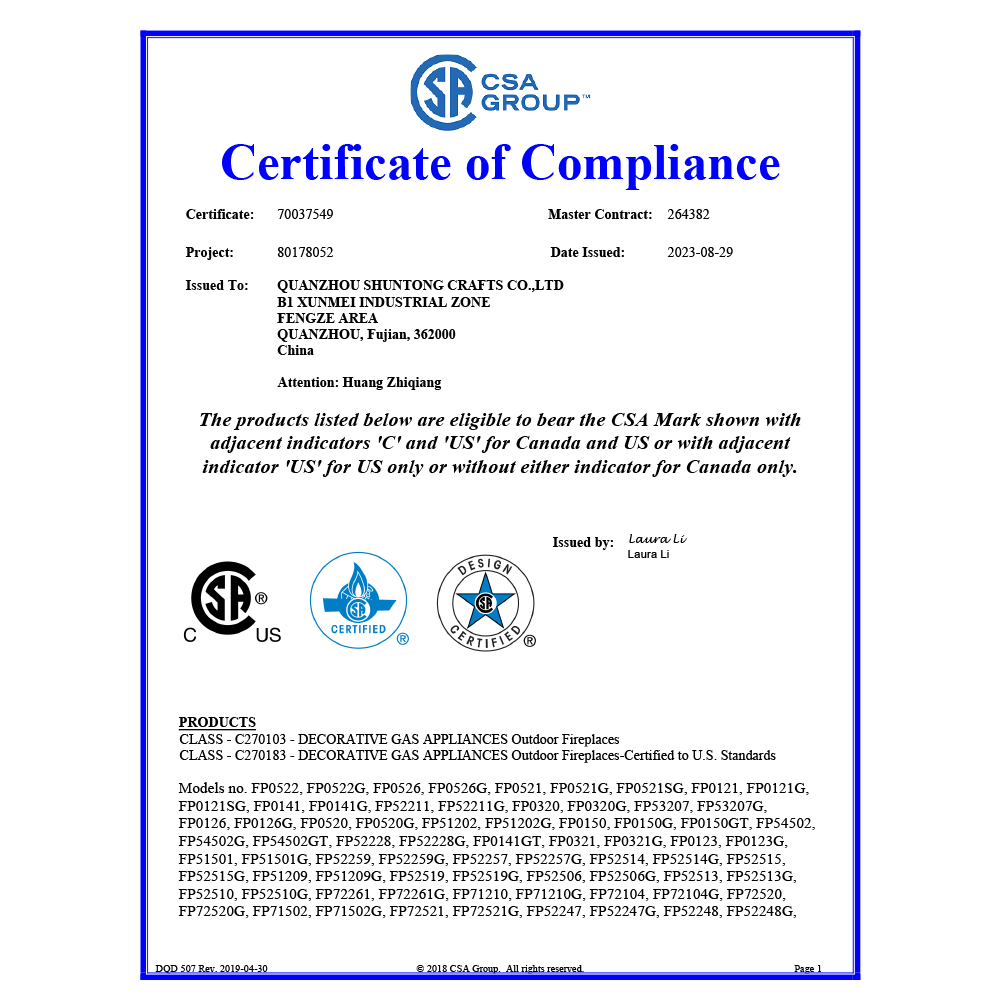 CSA
GROUP™
Certificate of Compliance
Certificate: 70037549 Master Contract: 264382
Project: 80178052 Date Issued: 2023-08-29
Issued To: QUANZHOU SHUNTONG CRAFTS CO.,LTD
B1 XUNMEI INDUSTRIAL ZONE
FENGZE AREA
QUANZHOU, Fujian, 362000
China
Attention: Huang Zhiqiang
The products listed below are eligible to bear the CSA Mark shown with
adjacent indicators 'C' and 'US' for Canada and US or with adjacent
indicator 'US' for US only or without either indicator for Canada only.
Issued by: Laura Li
Laura Li
CSA ®
C US
CSA
CERTIFIED ®
DESIGN
CSA
CERTIFIED ®
PRODUCTS
CLASS - C270103 - DECORATIVE GAS APPLIANCES Outdoor Fireplaces
CLASS - C270183 - DECORATIVE GAS APPLIANCES Outdoor Fireplaces-Certified to U.S. Standards
Models no. FP0522, FP0522G, FP0526, FP0526G, FP0521, FP0521G, FP0521SG, FP0121, FP0121G,
FP0121SG, FP0141, FP0141G, FP52211, FP52211G, FP0320, FP0320G, FP53207, FP53207G,
FP0126, FP0126G, FP0520, FP0520G, FP51202, FP51202G, FP0150, FP0150G, FP0150GT, FP54502,
FP54502G, FP54502GT, FP52228, FP52228G, FP0141GT, FP0321, FP0321G, FP0123, FP0123G,
FP51501, FP51501G, FP52259, FP52259G, FP52257, FP52257G, FP52514, FP52514G, FP52515,
FP52515G, FP51209, FP51209G, FP52519, FP52519G, FP52506, FP52506G, FP52513, FP52513G,
FP52510, FP52510G, FP72261, FP72261G, FP71210, FP71210G, FP72104, FP72104G, FP72520,
FP72520G, FP71502, FP71502G, FP72521, FP72521G, FP52247, FP52247G, FP52248, FP52248G,
DQD 507 Rev. 2019-04-30 © 2018 CSA Group. All rights reserved. Page 1